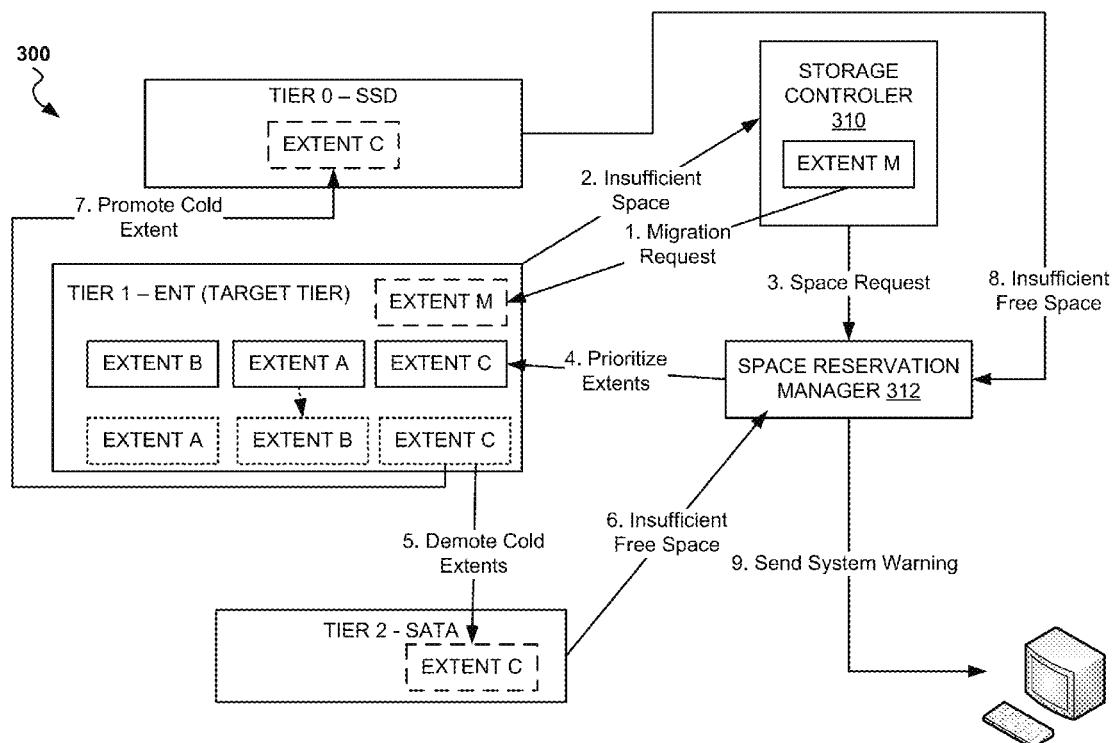 300
TIER 0 – SSD
EXTENT C
STORAGE
CONTROLER
310
EXTENT M
7. Promote Cold
Extent
2. Insufficient
Space
1. Migration
Request
3. Space Request
8. Insufficient
Free Space
TIER 1 – ENT (TARGET TIER)
EXTENT M
EXTENT B
EXTENT A
EXTENT C
4. Prioritize
Extents
SPACE RESERVATION
MANAGER 312
EXTENT A
EXTENT B
EXTENT C
5. Demote Cold
Extents
6. Insufficient
Free Space
9. Send System Warning
TIER 2 - SATA
EXTENT C